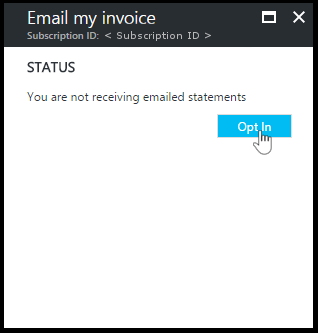 Email my invoice
Subscription ID: < Subscription ID >
STATUS
You are not receiving emailed statements
Opt In